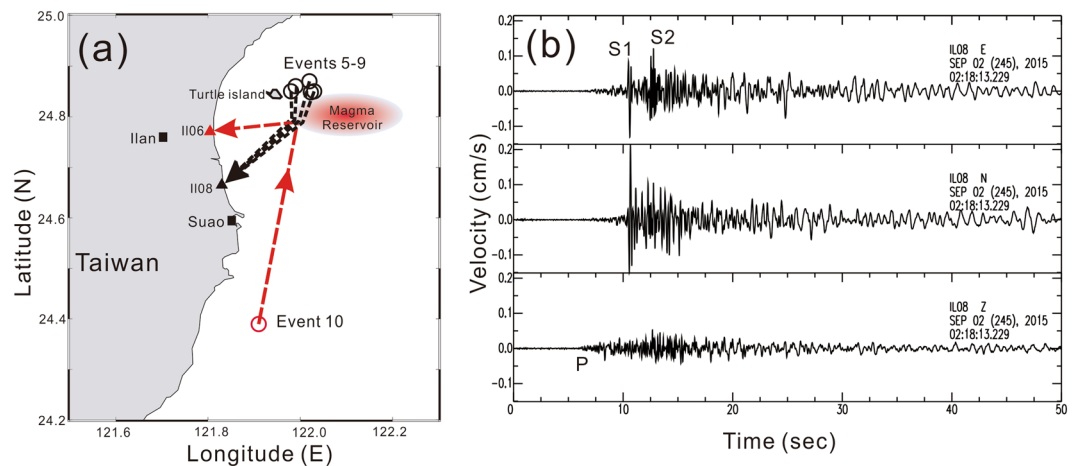 (a)
25.0
24.8
24.6
24.4
24.2
Latitude (N)
Events 5-9
Turtle island
Magma
Reservoir
II06
Ilan
II08
Suao
Taiwan
Event 10
121.6
121.8
122.0
122.2
Longitude (E)
(b)
Velocity (cm/s)
0.2
0.1
0.0
-0.1
S1
S2
IL08 E
SEP 02 (245), 2015
02:18:13.229
0.2
0.1
0.0
-0.1
IL08 N
SEP 02 (245), 2015
02:18:13.229
0.2
0.1
0.0
-0.1
P
IL08 Z
SEP 02 (245), 2015
02:18:13.229
0
10
20
30
40
50
Time (sec)